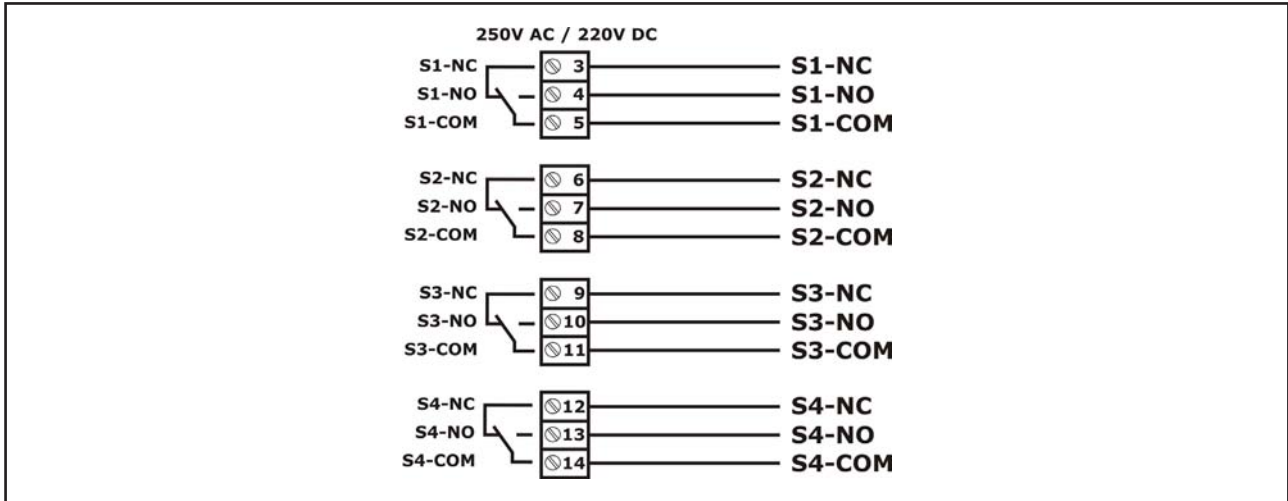 250V AC / 220V DC
S1-NC 3 S1-NC
S1-NO 4 S1-NO
S1-COM 5 S1-COM
S2-NC 6 S2-NC
S2-NO 7 S2-NO
S2-COM 8 S2-COM
S3-NC 9 S3-NC
S3-NO 10 S3-NO
S3-COM 11 S3-COM
S4-NC 12 S4-NC
S4-NO 13 S4-NO
S4-COM 14 S4-COM